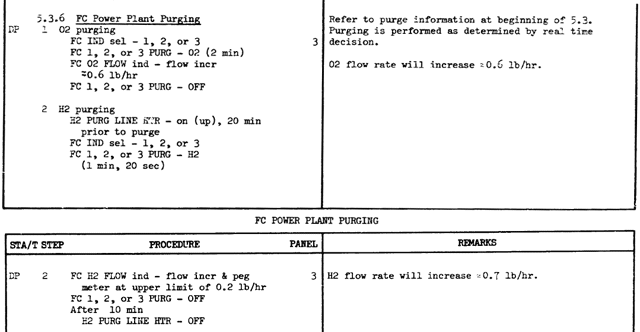 5.3.6 FC Power Plant Purging
DP 1 O2 purging
FC IND sel - 1, 2, or 3
FC 1, 2, or 3 PURG - O2 (2 min) 3
FC O2 FLOW ind - flow incr
≈0.6 lb/hr
FC 1, 2, or 3 PURG - OFF
2 H2 purging
H2 PURG LINE HTR - on (up), 20 min
prior to purge
FC IND sel - 1, 2, or 3
FC 1, 2, or 3 PURG - H2
(1 min, 20 sec)
Refer to purge information at beginning of 5.3.
Purging is performed as determined by real time
decision.
O2 flow rate will increase ≈0.6 lb/hr.
FC POWER PLANT PURGING
STA/T STEP PROCEDURE PANEL REMARKS
DP 2 FC H2 FLOW ind - flow incr & peg 3 H2 flow rate will increase ≈0.7 lb/hr.
meter at upper limit of 0.2 lb/hr
FC 1, 2, or 3 PURG - OFF
After 10 min
H2 PURG LINE HTR - OFF